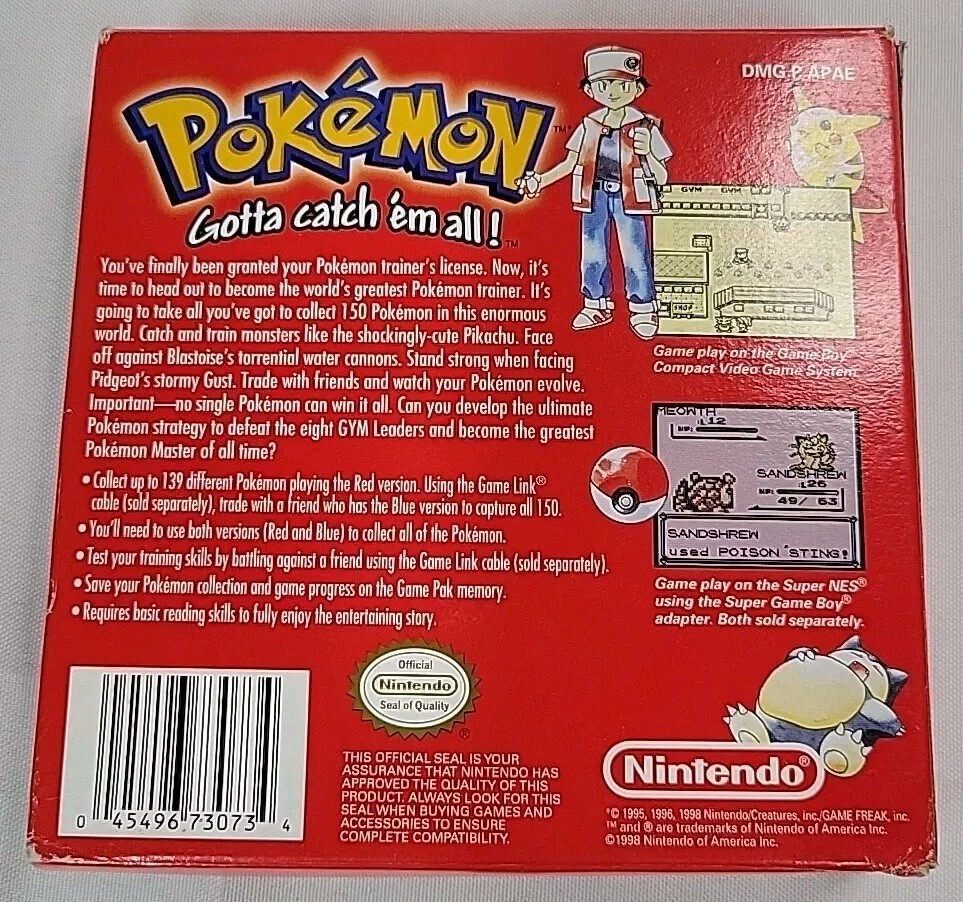 DMG P APAE
POKéMON
TM
Gotta catch 'em all!
TM
You've finally been granted your Pokémon trainer's license. Now, it's
time to head out to become the world's greatest Pokémon trainer. It's
going to take all you've got to collect 150 Pokémon in this enormous
world. Catch and train monsters like the shockingly-cute Pikachu. Face
off against Blastoise's torrential water cannons. Stand strong when facing
Pidgeot's stormy Gust. Trade with friends and watch your Pokémon evolve.
Important—no single Pokémon can win it all. Can you develop the ultimate
Pokémon strategy to defeat the eight GYM Leaders and become the greatest
Pokémon Master of all time?
• Collect up to 139 different Pokémon playing the Red version. Using the Game Link®
cable (sold separately), trade with a friend who has the Blue version to capture all 150.
• You'll need to use both versions (Red and Blue) to collect all of the Pokémon.
• Test your training skills by battling against a friend using the Game Link cable (sold separately).
• Save your Pokémon collection and game progress on the Game Pak memory.
• Requires basic reading skills to fully enjoy the entertaining story.
GYM GYM
SHOP
Game play on the Game Boy®
Compact Video Game System.
MEOWTH
:L12
HP:
SANDSHREW
:L26
HP:
49/ 63
SANDSHREW
used POISON STING!
Game play on the Super NES®
using the Super Game Boy®
adapter. Both sold separately.
0 45496 73073 4
Official
Nintendo
Seal of Quality
®
THIS OFFICIAL SEAL IS YOUR
ASSURANCE THAT NINTENDO HAS
APPROVED THE QUALITY OF THIS
PRODUCT. ALWAYS LOOK FOR THIS
SEAL WHEN BUYING GAMES AND
ACCESSORIES TO ENSURE
COMPLETE COMPATIBILITY.
Nintendo®
©1995, 1996, 1998 Nintendo/Creatures, inc./GAME FREAK, inc.
TM and ® are trademarks of Nintendo of America Inc.
©1998 Nintendo of America Inc.